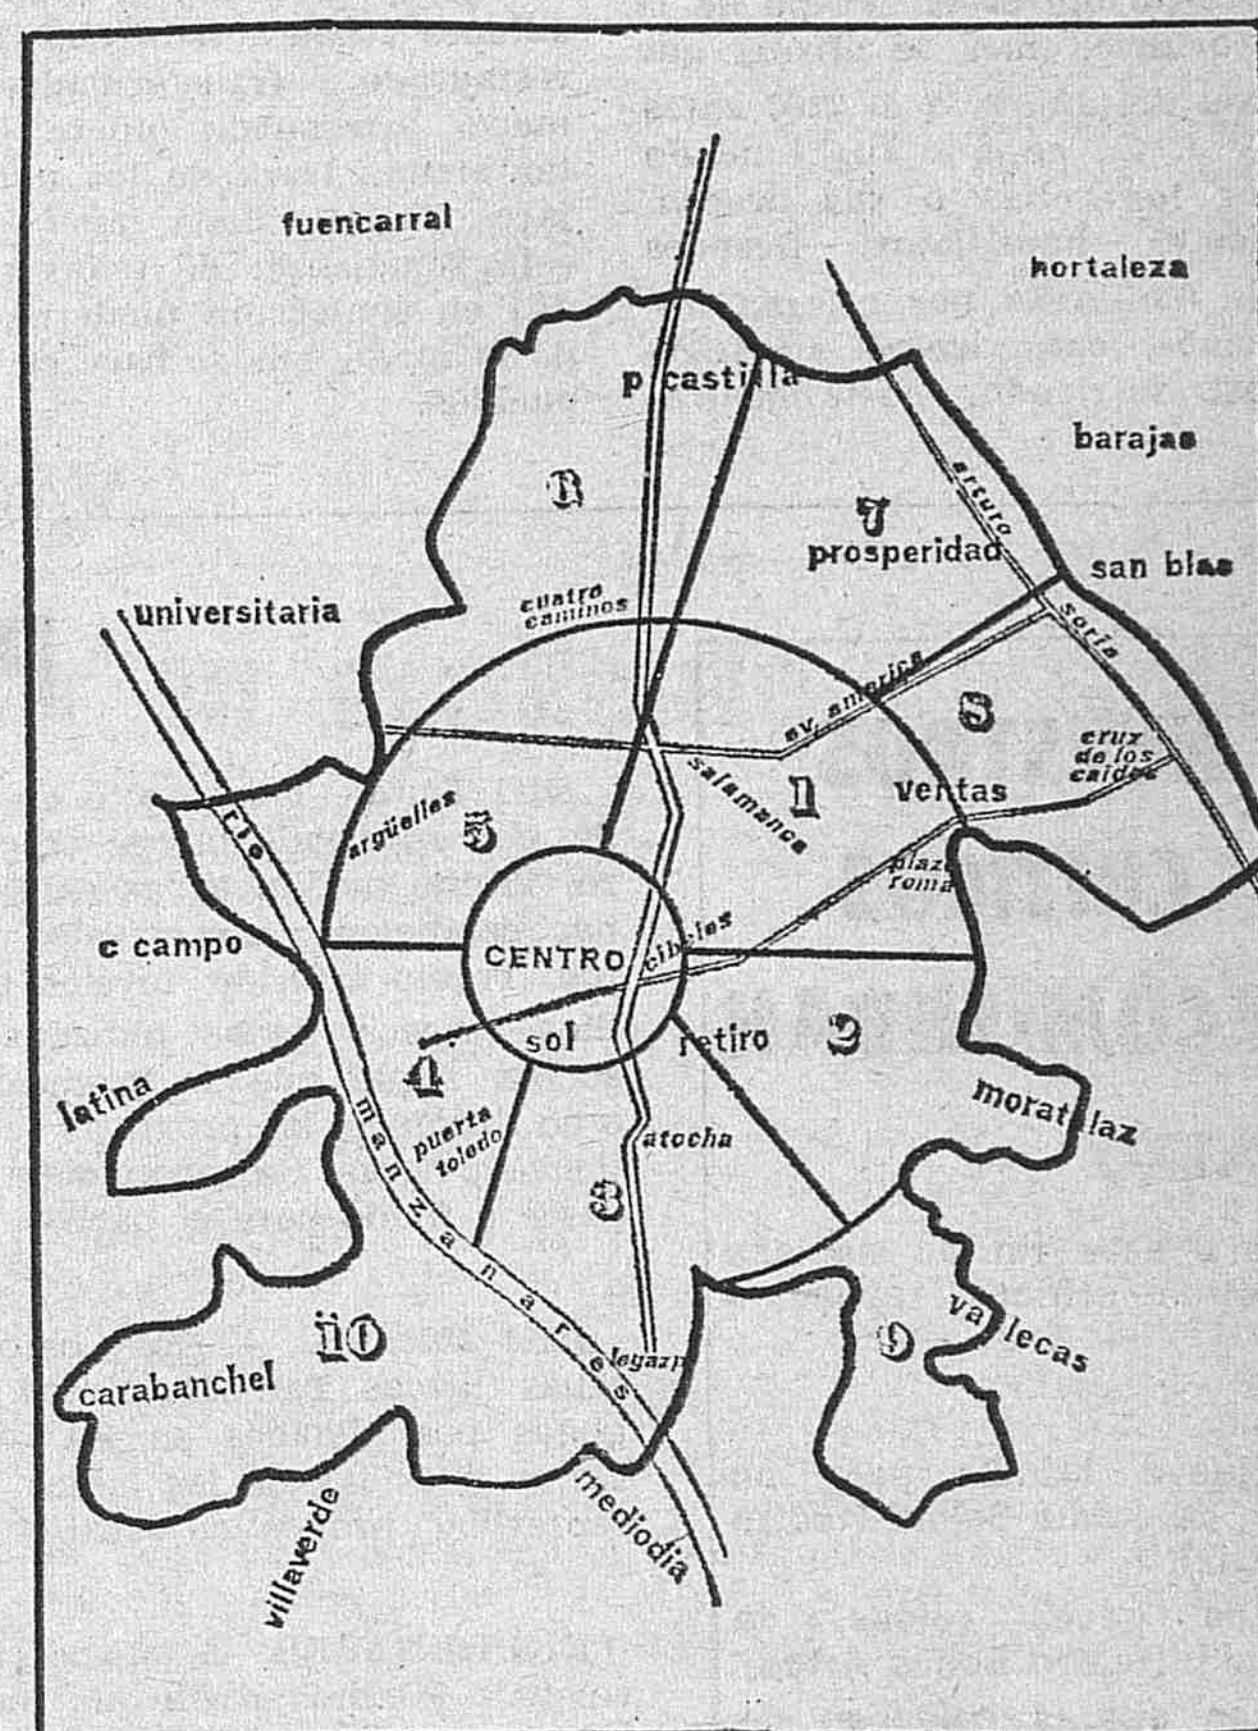 fuencarral
hortaleza
p castilla
barajas
arturo
7
prosperidad
san blas
cuatro
caminos
universitaria
soria
av. america
8
cruz
de los
caidos
salamanca
1
ventas
argüelles
5
rio
plaza
roma
c campo
CENTRO
cibeles
sol
retiro
2
4
latina
manzanares
puerta
toledo
atocha
moratalaz
3
vallecas
9
10
carabanchel
legazpi
villaverde
mediodia